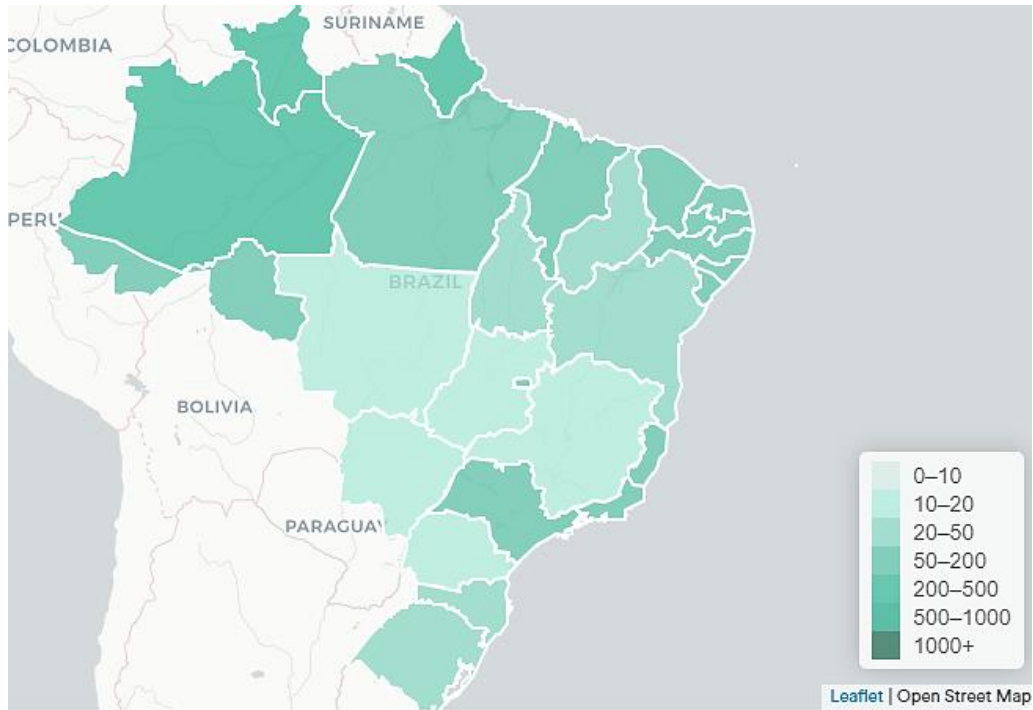 SURINAME
COLOMBIA
PERU
BRAZIL
BOLIVIA
PARAGUAY
0–10
10–20
20–50
50–200
200–500
500–1000
1000+
Leaflet | Open Street Map